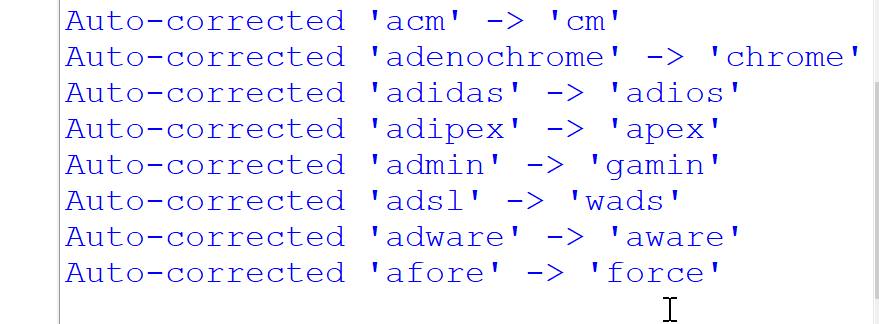 Auto-corrected 'acm' -> 'cm'
Auto-corrected 'adenochrome' -> 'chrome'
Auto-corrected 'adidas' -> 'adios'
Auto-corrected 'adipex' -> 'apex'
Auto-corrected 'admin' -> 'gamin'
Auto-corrected 'adsl' -> 'wads'
Auto-corrected 'adware' -> 'aware'
Auto-corrected 'afore' -> 'force'